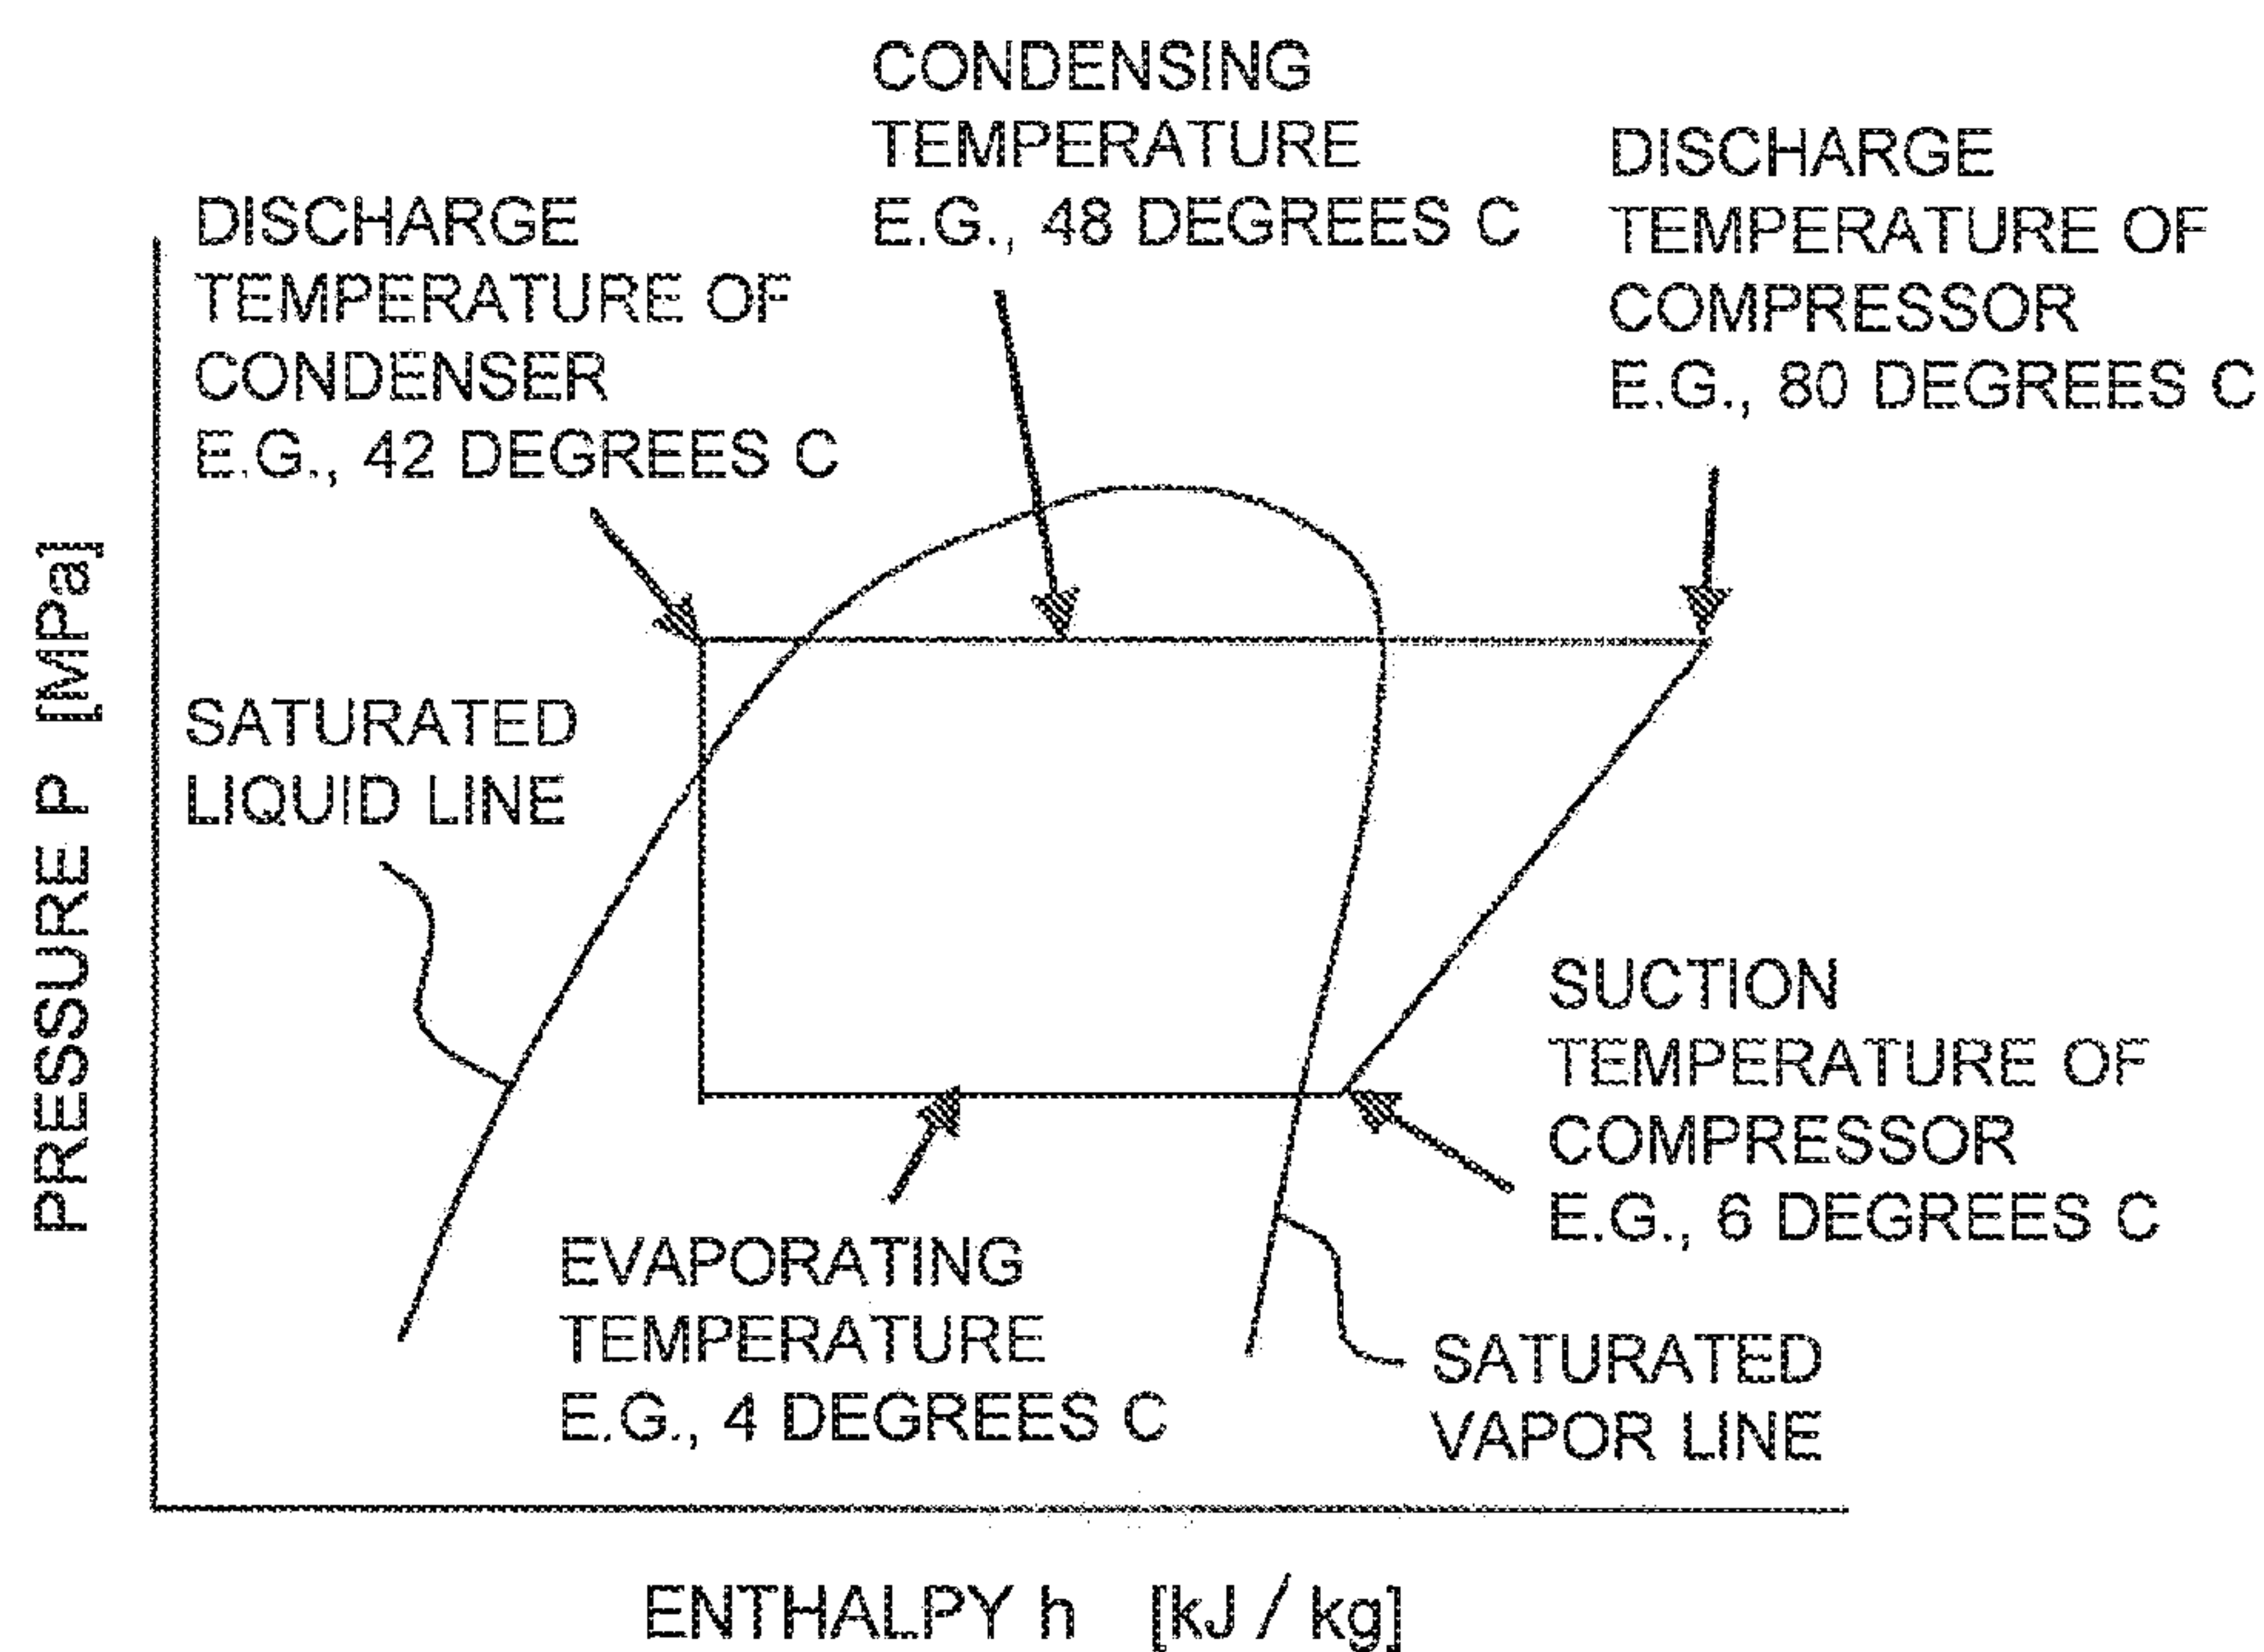 CONDENSING
TEMPERATURE
E.G., 48 DEGREES C
DISCHARGE
TEMPERATURE OF
COMPRESSOR
E.G., 80 DEGREES C
DISCHARGE
TEMPERATURE OF
CONDENSER
E.G., 42 DEGREES C
PRESSURE P [MPa]
SATURATED
LIQUID LINE
SUCTION
TEMPERATURE OF
COMPRESSOR
E.G., 6 DEGREES C
EVAPORATING
TEMPERATURE
E.G., 4 DEGREES C
SATURATED
VAPOR LINE
ENTHALPY h [kJ / kg]